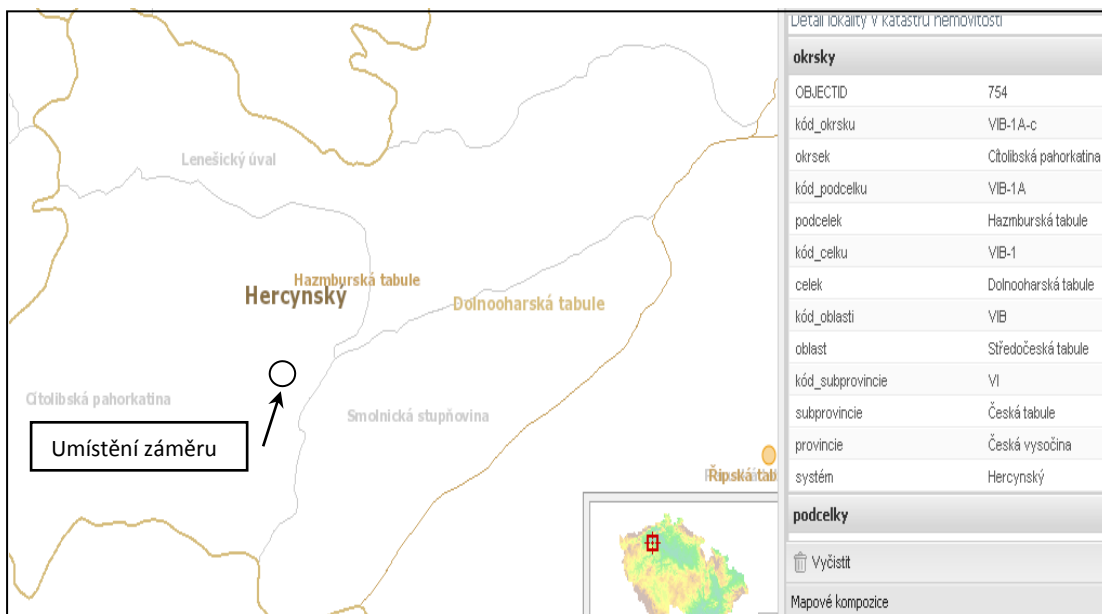 Lenešický úval
Hazmburská tabule
Hercynský
Dolnooharská tabule
Cítolibská pahorkatina
Smolnická stupňovina
Umístění záměru
Řipská tab
Detail lokality v katastru nemovitostí
okrsky
OBJECTID 754
kód_okrsku VIB-1A-c
okrsek Cítolibská pahorkatina
kód_podcelku VIB-1A
podcelek Hazmburská tabule
kód_celku VIB-1
celek Dolnooharská tabule
kód_oblasti VIB
oblast Středočeská tabule
kód_subprovincie VI
subprovincie Česká tabule
provincie Česká vysočina
systém Hercynský
podcelky
Vyčistit
Mapové kompozice